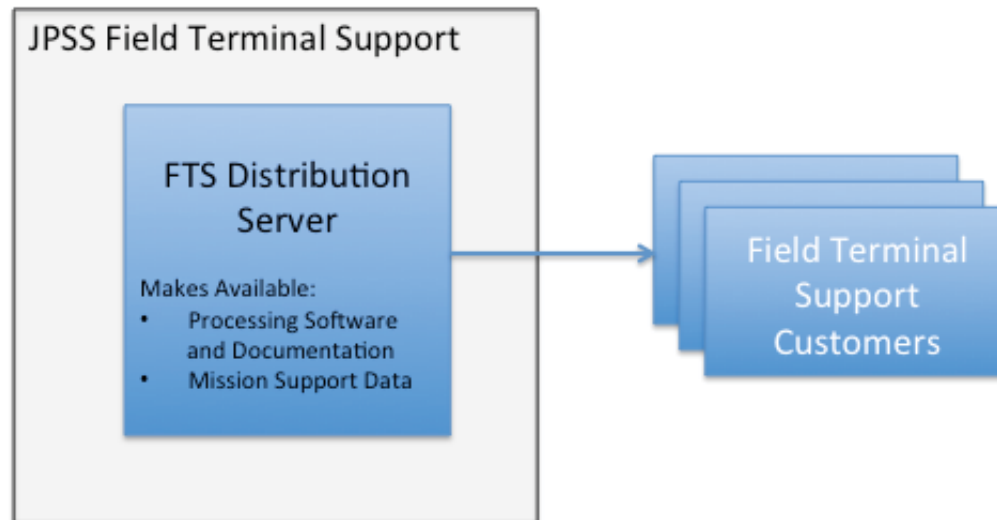 JPSS Field Terminal Support
FTS Distribution
Server
Makes Available:
• Processing Software
and Documentation
• Mission Support Data
Field Terminal
Support
Customers